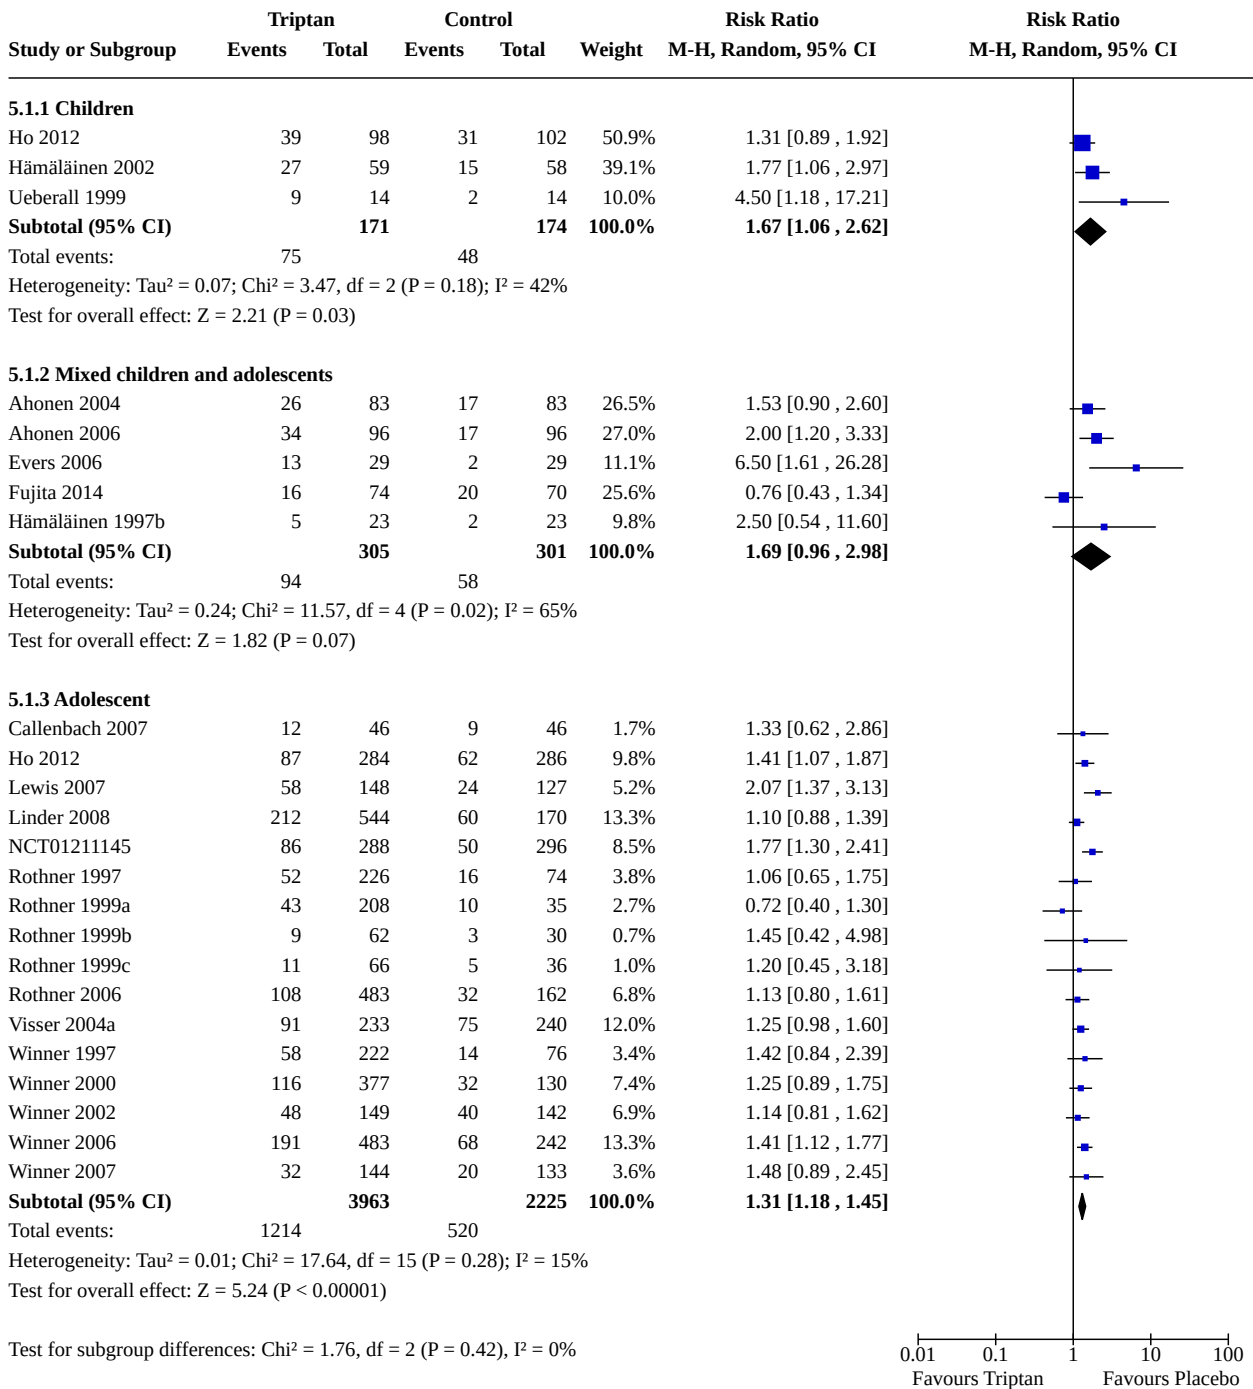 Triptan Control Risk Ratio Risk Ratio
Study or Subgroup Events Total Events Total Weight M-H, Random, 95% CI M-H, Random, 95% CI
5.1.1 Children
Ho 2012 39 98 31 102 50.9% 1.31 [0.89 , 1.92]
Hämäläinen 2002 27 59 15 58 39.1% 1.77 [1.06 , 2.97]
Ueberall 1999 9 14 2 14 10.0% 4.50 [1.18 , 17.21]
Subtotal (95% CI) 171 174 100.0% 1.67 [1.06 , 2.62]
Total events: 75 48
Heterogeneity: Tau² = 0.07; Chi² = 3.47, df = 2 (P = 0.18); I² = 42%
Test for overall effect: Z = 2.21 (P = 0.03)
5.1.2 Mixed children and adolescents
Ahonen 2004 26 83 17 83 26.5% 1.53 [0.90 , 2.60]
Ahonen 2006 34 96 17 96 27.0% 2.00 [1.20 , 3.33]
Evers 2006 13 29 2 29 11.1% 6.50 [1.61 , 26.28]
Fujita 2014 16 74 20 70 25.6% 0.76 [0.43 , 1.34]
Hämäläinen 1997b 5 23 2 23 9.8% 2.50 [0.54 , 11.60]
Subtotal (95% CI) 305 301 100.0% 1.69 [0.96 , 2.98]
Total events: 94 58
Heterogeneity: Tau² = 0.24; Chi² = 11.57, df = 4 (P = 0.02); I² = 65%
Test for overall effect: Z = 1.82 (P = 0.07)
5.1.3 Adolescent
Callenbach 2007 12 46 9 46 1.7% 1.33 [0.62 , 2.86]
Ho 2012 87 284 62 286 9.8% 1.41 [1.07 , 1.87]
Lewis 2007 58 148 24 127 5.2% 2.07 [1.37 , 3.13]
Linder 2008 212 544 60 170 13.3% 1.10 [0.88 , 1.39]
NCT01211145 86 288 50 296 8.5% 1.77 [1.30 , 2.41]
Rothner 1997 52 226 16 74 3.8% 1.06 [0.65 , 1.75]
Rothner 1999a 43 208 10 35 2.7% 0.72 [0.40 , 1.30]
Rothner 1999b 9 62 3 30 0.7% 1.45 [0.42 , 4.98]
Rothner 1999c 11 66 5 36 1.0% 1.20 [0.45 , 3.18]
Rothner 2006 108 483 32 162 6.8% 1.13 [0.80 , 1.61]
Visser 2004a 91 233 75 240 12.0% 1.25 [0.98 , 1.60]
Winner 1997 58 222 14 76 3.4% 1.42 [0.84 , 2.39]
Winner 2000 116 377 32 130 7.4% 1.25 [0.89 , 1.75]
Winner 2002 48 149 40 142 6.9% 1.14 [0.81 , 1.62]
Winner 2006 191 483 68 242 13.3% 1.41 [1.12 , 1.77]
Winner 2007 32 144 20 133 3.6% 1.48 [0.89 , 2.45]
Subtotal (95% CI) 3963 2225 100.0% 1.31 [1.18 , 1.45]
Total events: 1214 520
Heterogeneity: Tau² = 0.01; Chi² = 17.64, df = 15 (P = 0.28); I² = 15%
Test for overall effect: Z = 5.24 (P < 0.00001)
Test for subgroup differences: Chi² = 1.76, df = 2 (P = 0.42), I² = 0%
0.01 0.1 1 10 100
Favours Triptan Favours Placebo